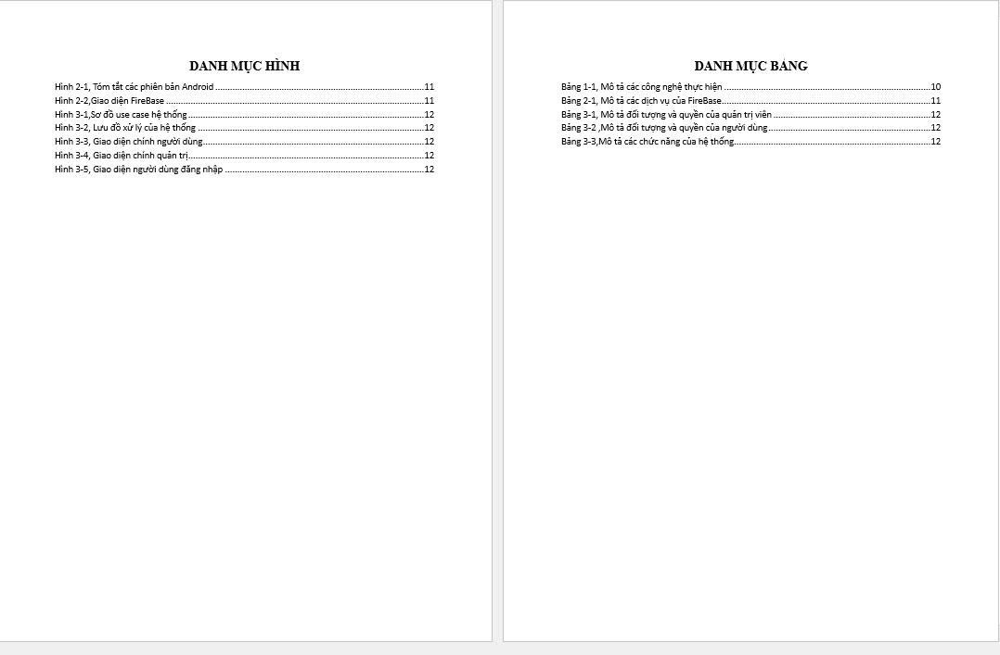 DANH MỤC HÌNH
Hình 2-1, Tóm tắt các phiên bản Android ........................................................................................11
Hình 2-2,Giao diện FireBase ........................................................................................11
Hình 3-1,Sơ đồ use case hệ thống........................................................................................12
Hình 3-2, Lưu đồ xử lý của hệ thống ........................................................................................12
Hình 3-3, Giao diện chính người dùng........................................................................................12
Hình 3-4, Giao diện chính quản trị........................................................................................12
Hình 3-5, Giao diện người dùng đăng nhập ........................................................................................12
DANH MỤC BẢNG
Bảng 1-1, Mô tả các công nghệ thực hiện ........................................................................................10
Bảng 2-1, Mô tả các dịch vụ của FireBase........................................................................................11
Bảng 3-1, Mô tả đối tượng và quyền của quản trị viên ........................................................................................12
Bảng 3-2 ,Mô tả đối tượng và quyền của người dùng........................................................................................12
Bảng 3-3,Mô tả các chức năng của hệ thống........................................................................................12